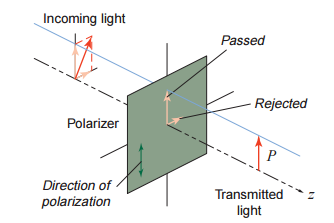 Incoming light
Passed
Rejected
Polarizer
P
Direction of
polarization
Transmitted
light
z